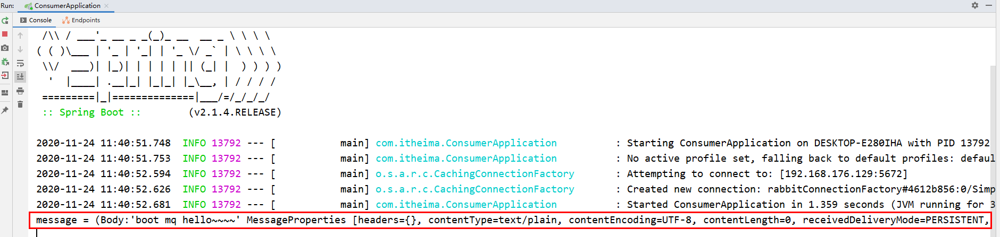 Run: ConsumerApplication
Console Endpoints
 /\\ / ___'_ __ _ _(_)_ __  __ _ \ \ \ \
( ( )\___ | '_ | '_| | '_ \/ _` | \ \ \ \
 \\/  ___)| |_)| | | | | || (_| |  ) ) ) )
  '  |____| .__|_| |_|_| |_\__, | / / / /
 =========|_|==============|___/=/_/_/_/
 :: Spring Boot ::        (v2.1.4.RELEASE)
2020-11-24 11:40:51.748  INFO 13792 --- [           main] com.itheima.ConsumerApplication          : Starting ConsumerApplication on DESKTOP-E280IHA with PID 13792
2020-11-24 11:40:51.753  INFO 13792 --- [           main] com.itheima.ConsumerApplication          : No active profile set, falling back to default profiles: defaul
2020-11-24 11:40:52.594  INFO 13792 --- [           main] o.s.a.r.c.CachingConnectionFactory       : Attempting to connect to: [192.168.176.129:5672]
2020-11-24 11:40:52.626  INFO 13792 --- [           main] o.s.a.r.c.CachingConnectionFactory       : Created new connection: rabbitConnectionFactory#4612b856:0/Simp
2020-11-24 11:40:52.681  INFO 13792 --- [           main] com.itheima.ConsumerApplication          : Started ConsumerApplication in 1.359 seconds (JVM running for 3
message = (Body:'boot mq hello~~~~' MessageProperties [headers={}, contentType=text/plain, contentEncoding=UTF-8, contentLength=0, receivedDeliveryMode=PERSISTENT,